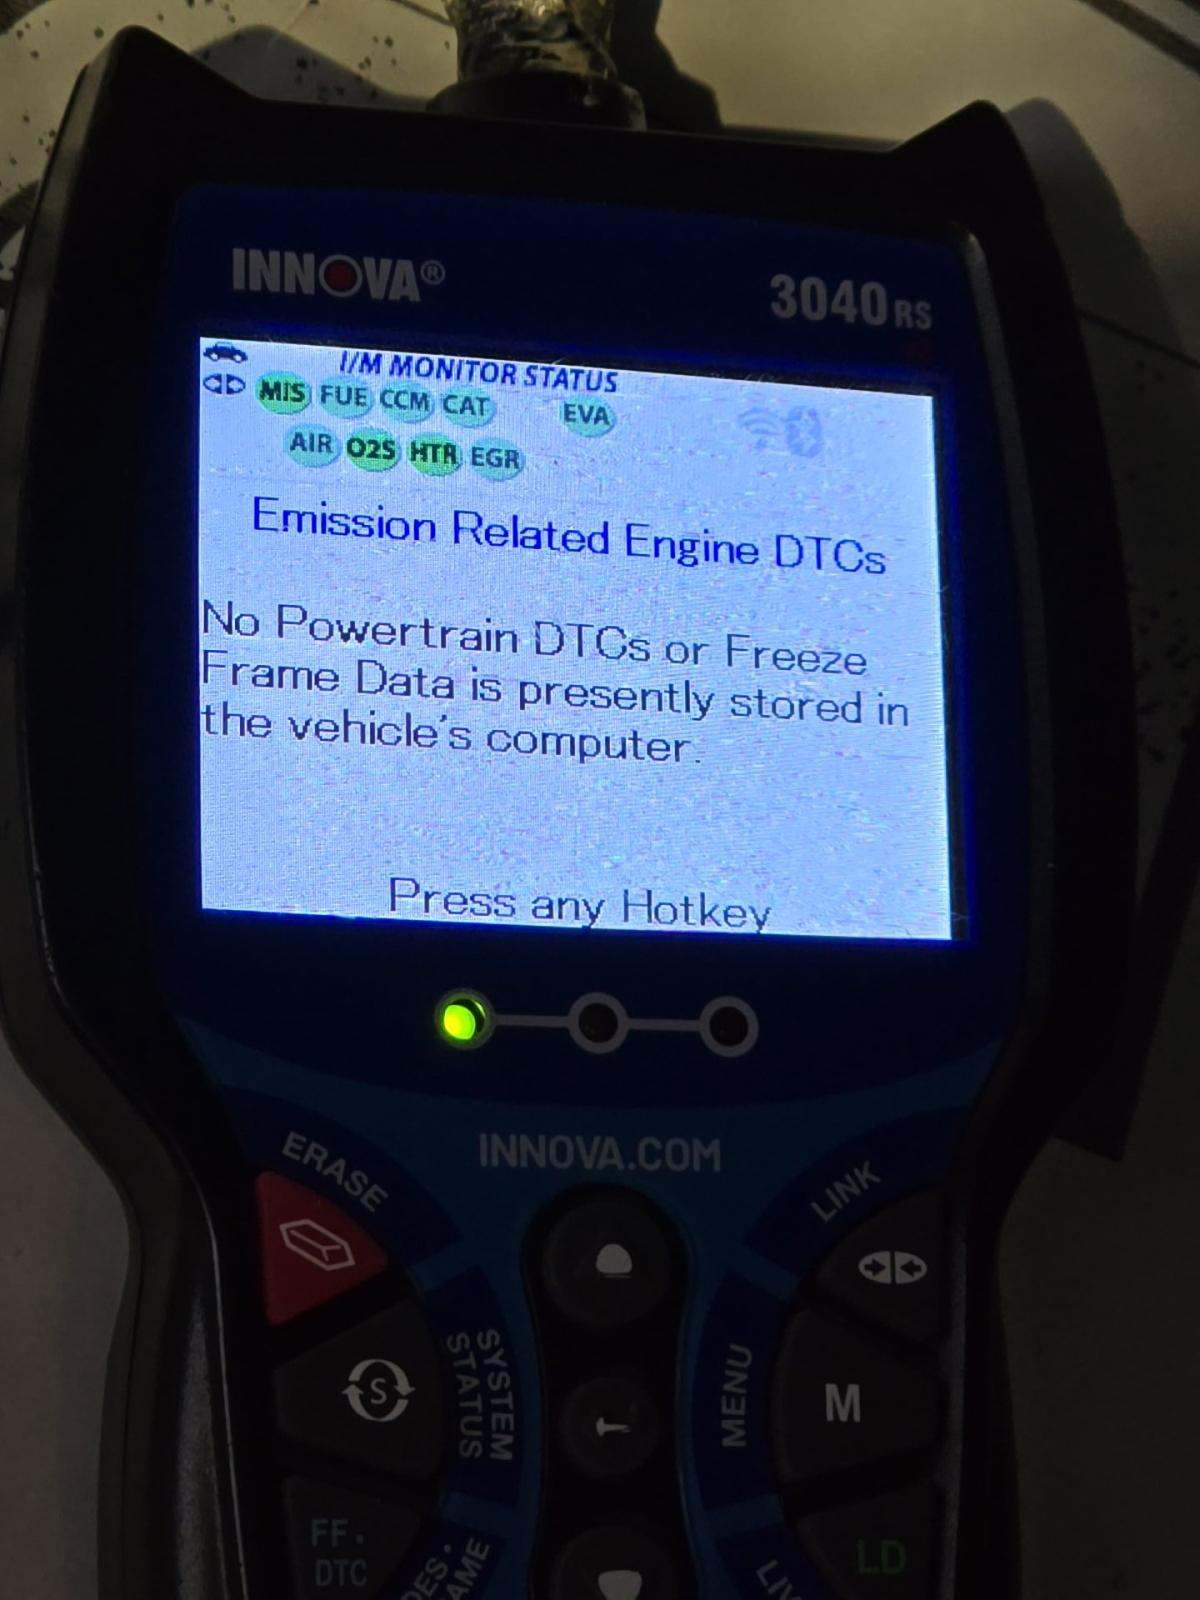 INNOVA®
3040RS
I/M MONITOR STATUS
MIS FUE CCM CAT EVA
AIR O2S HTR EGR
Emission Related Engine DTCs
No Powertrain DTCs or Freeze
Frame Data is presently stored in
the vehicle's computer.
Press any Hotkey
INNOVA.COM
ERASE
LINK
S
SYSTEM
STATUS
MENU
M
FF.
DTC
LD